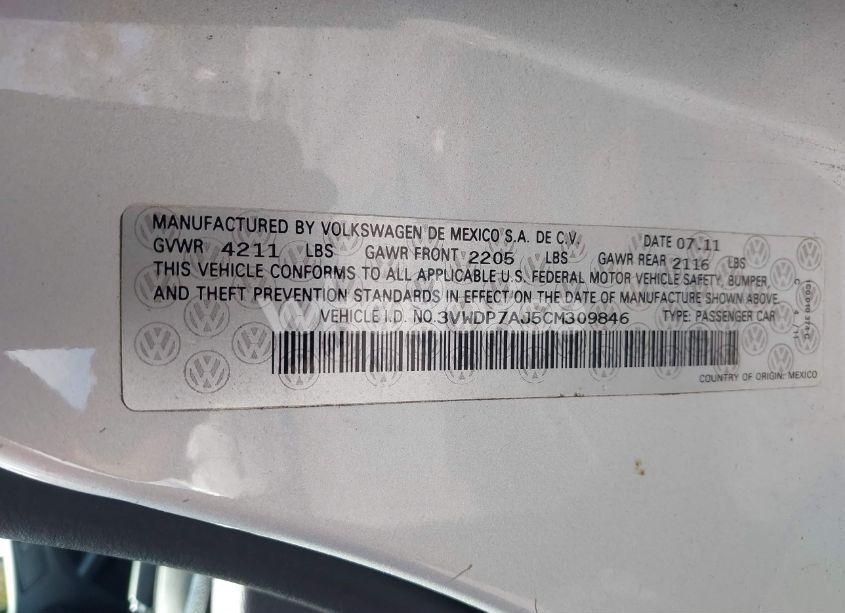 MANUFACTURED BY VOLKSWAGEN DE MEXICO S.A. DE C.V. DATE 07.11
GVWR 4211 LBS GAWR FRONT 2205 LBS GAWR REAR 2116 LBS
THIS VEHICLE CONFORMS TO ALL APPLICABLE U.S. FEDERAL MOTOR VEHICLE SAFETY, BUMPER,
AND THEFT PREVENTION STANDARDS IN EFFECT ON THE DATE OF MANUFACTURE SHOWN ABOVE.
VEHICLE I.D. NO. 3VWDP7AJ5CM309846 TYPE: PASSENGER CAR
COUNTRY OF ORIGIN: MEXICO